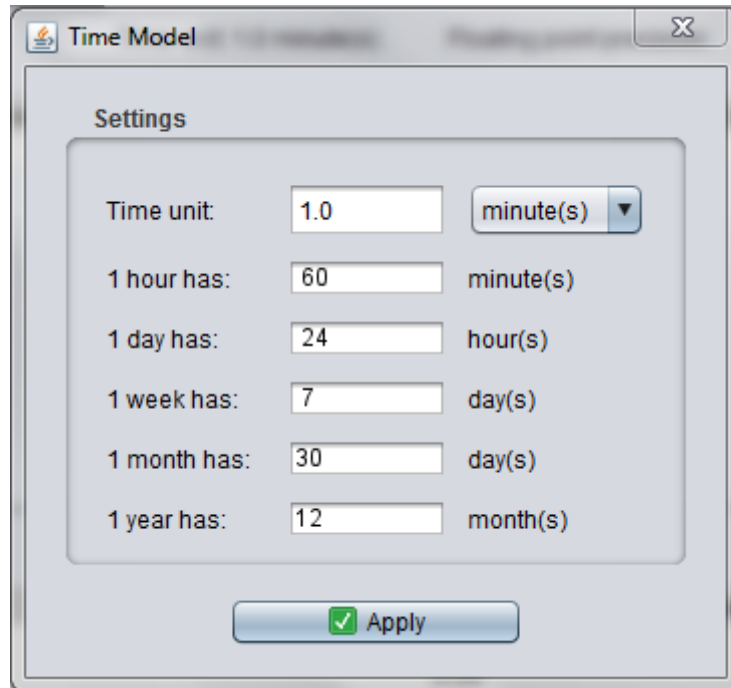 Time Model
Settings
Time unit: 1.0 minute(s)
1 hour has: 60 minute(s)
1 day has: 24 hour(s)
1 week has: 7 day(s)
1 month has: 30 day(s)
1 year has: 12 month(s)
Apply